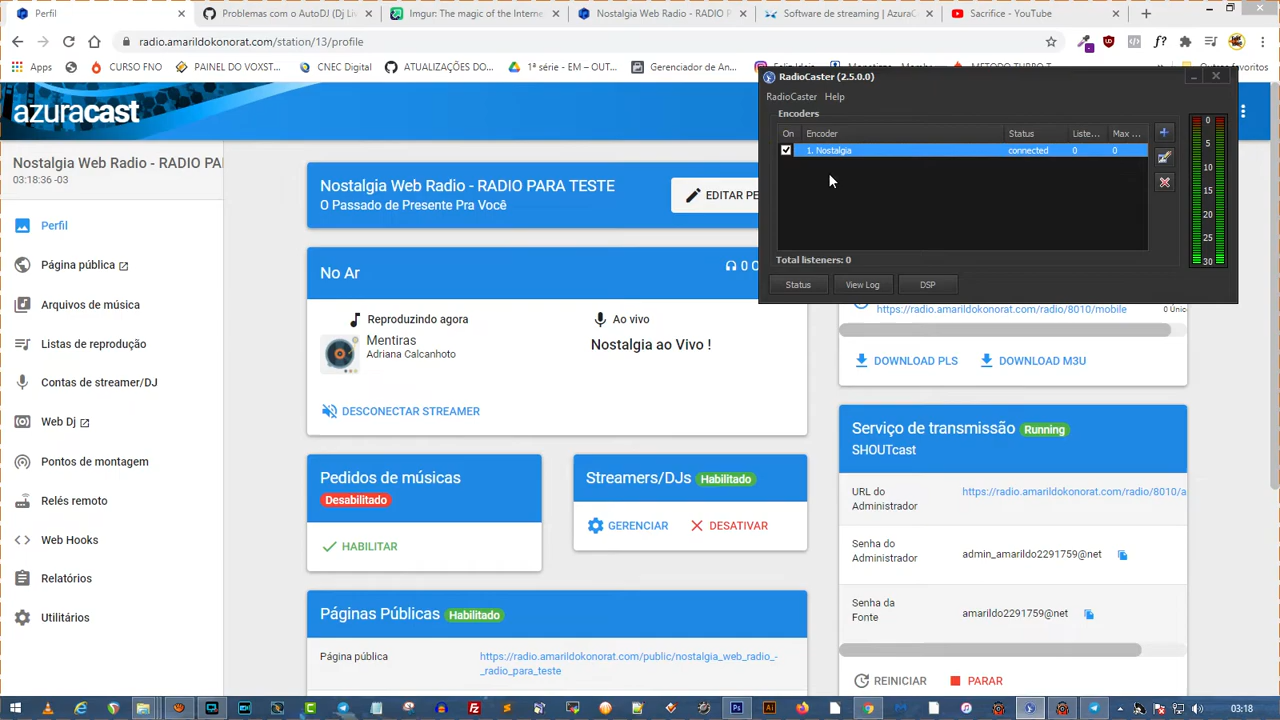 Perfil
Problemas com o AutoDJ (Dj Li
Imgur: The magic of the Interne
Nostalgia Web Radio - RADIO P
Software de streaming | AzuraC
Sacrifice - YouTube
radio.amarildokonorat.com/station/13/profile
Apps
CURSO FNO
PAINEL DO VOXST...
CNEC Digital
ATUALIZAÇÕES DO...
1ª série - EM – OUT...
Gerenciador de An...
RadioCaster (2.5.0.0)
RadioCaster Help
Encoders
On Encoder Status Liste... Max ...
1. Nostalgia connected 0 0
0
5
10
15
20
25
30
Total listeners: 0
Status View Log DSP
azuracast
Nostalgia Web Radio - RADIO PA
03:18:36 -03
Perfil
Página pública
Arquivos de música
Listas de reprodução
Contas de streamer/DJ
Web Dj
Pontos de montagem
Relés remoto
Web Hooks
Relatórios
Utilitários
Nostalgia Web Radio - RADIO PARA TESTE
O Passado de Presente Pra Você
EDITAR PE
No Ar
0 O
Reproduzindo agora
Mentiras
Adriana Calcanhoto
Ao vivo
Nostalgia ao Vivo !
DESCONECTAR STREAMER
Pedidos de músicas
Desabilitado
HABILITAR
Streamers/DJs Habilitado
GERENCIAR DESATIVAR
Páginas Públicas Habilitado
Página pública
https://radio.amarildokonorat.com/public/nostalgia_web_radio_-
_radio_para_teste
https://radio.amarildokonorat.com/radio/8010/mobile
0 Únic
DOWNLOAD PLS DOWNLOAD M3U
Serviço de transmissão Running
SHOUTcast
URL do
Administrador
https://radio.amarildokonorat.com/radio/8010/a
Senha do
Administrador
admin_amarildo2291759@net
Senha da
Fonte
amarildo2291759@net
REINICIAR PARAR
03:18